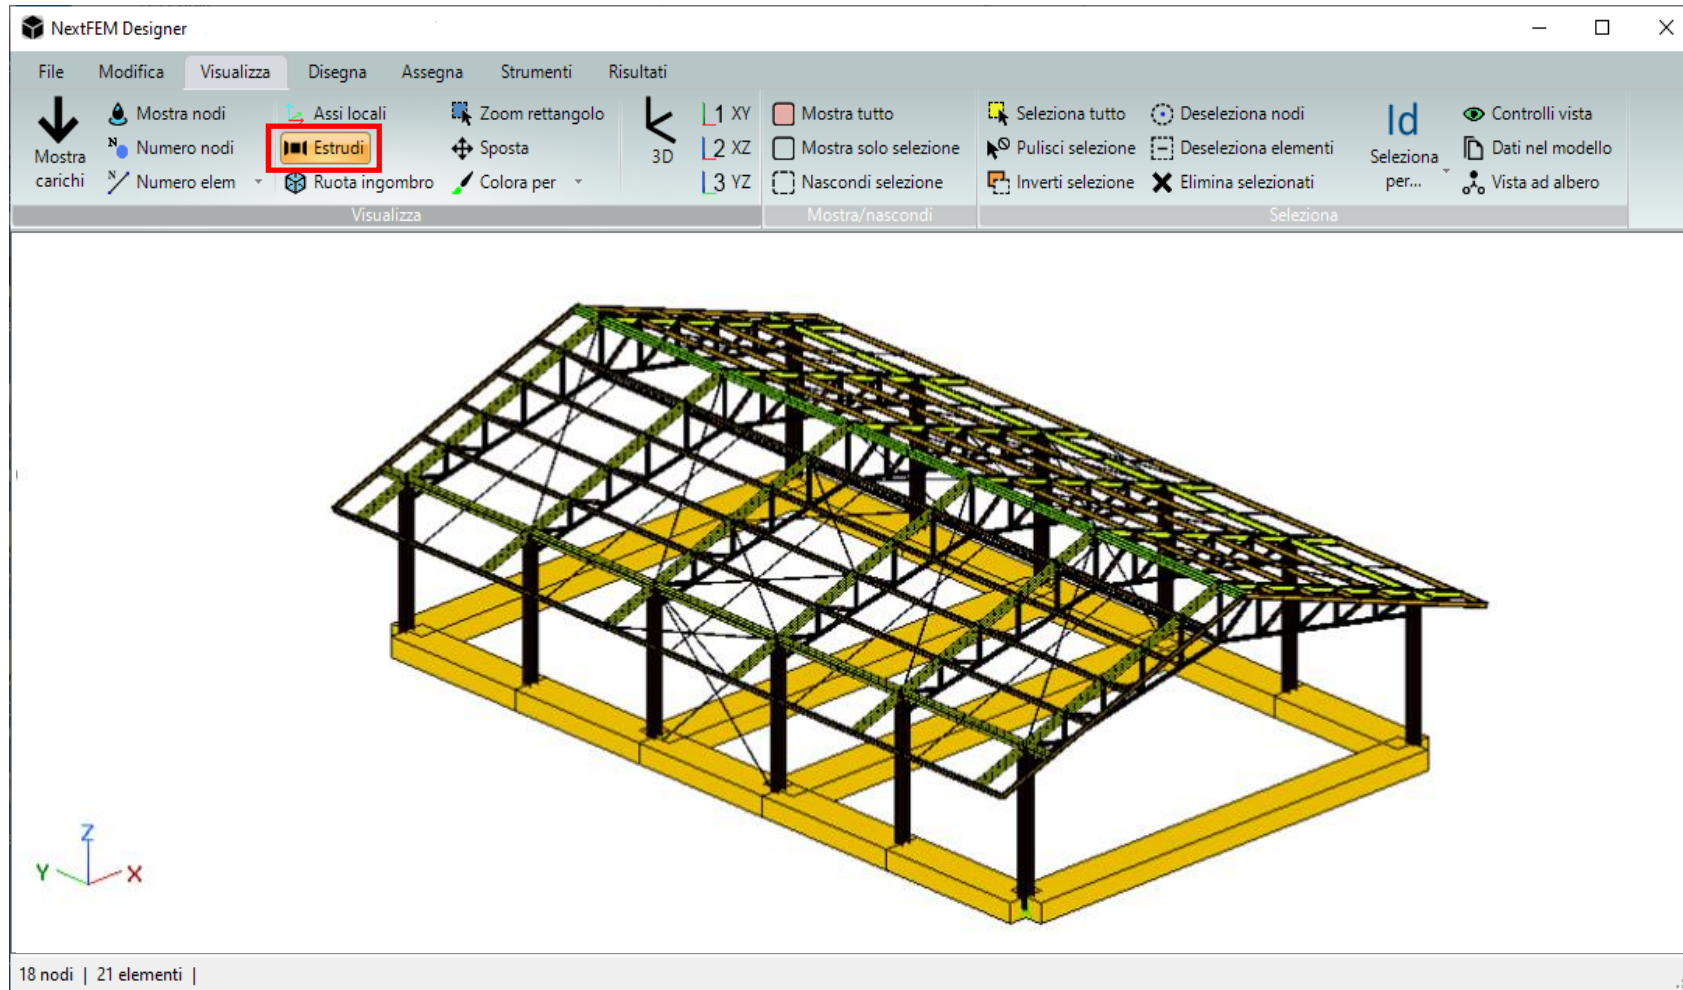 NextFEM Designer
File Modifica Visualizza Disegna Assegna Strumenti Risultati
Mostra carichi
Mostra nodi
Numero nodi
Numero elem
Assi locali
Estrudi
Ruota ingombro
Zoom rettangolo
Sposta
Colora per
3D
1 XY
2 XZ
3 YZ
Visualizza
Mostra tutto
Mostra solo selezione
Nascondi selezione
Mostra/nascondi
Seleziona tutto
Pulisci selezione
Inverti selezione
Deseleziona nodi
Deseleziona elementi
Elimina selezionati
Id
Seleziona
per...
Seleziona
Controlli vista
Dati nel modello
Vista ad albero
Z
Y
X
18 nodi | 21 elementi |